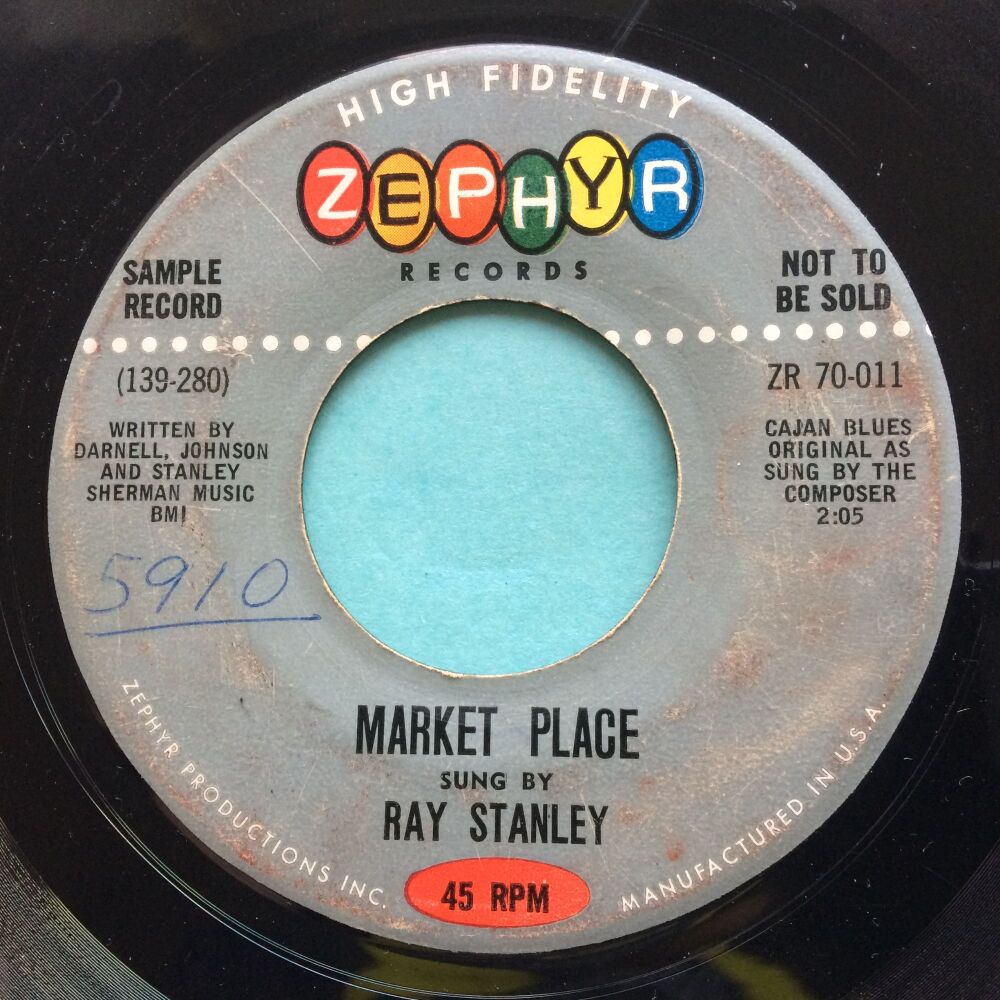 HIGH FIDELITY
ZEPHYR
RECORDS
SAMPLE
RECORD
NOT TO
BE SOLD
(139-280)
WRITTEN BY
DARNELL, JOHNSON
AND STANLEY
SHERMAN MUSIC
BMI
ZR 70-011
CAJAN BLUES
ORIGINAL AS
SUNG BY THE
COMPOSER
2:05
5910
MARKET PLACE
SUNG BY
RAY STANLEY
45 RPM
ZEPHYR PRODUCTIONS INC.
MANUFACTURED IN U.S.A.